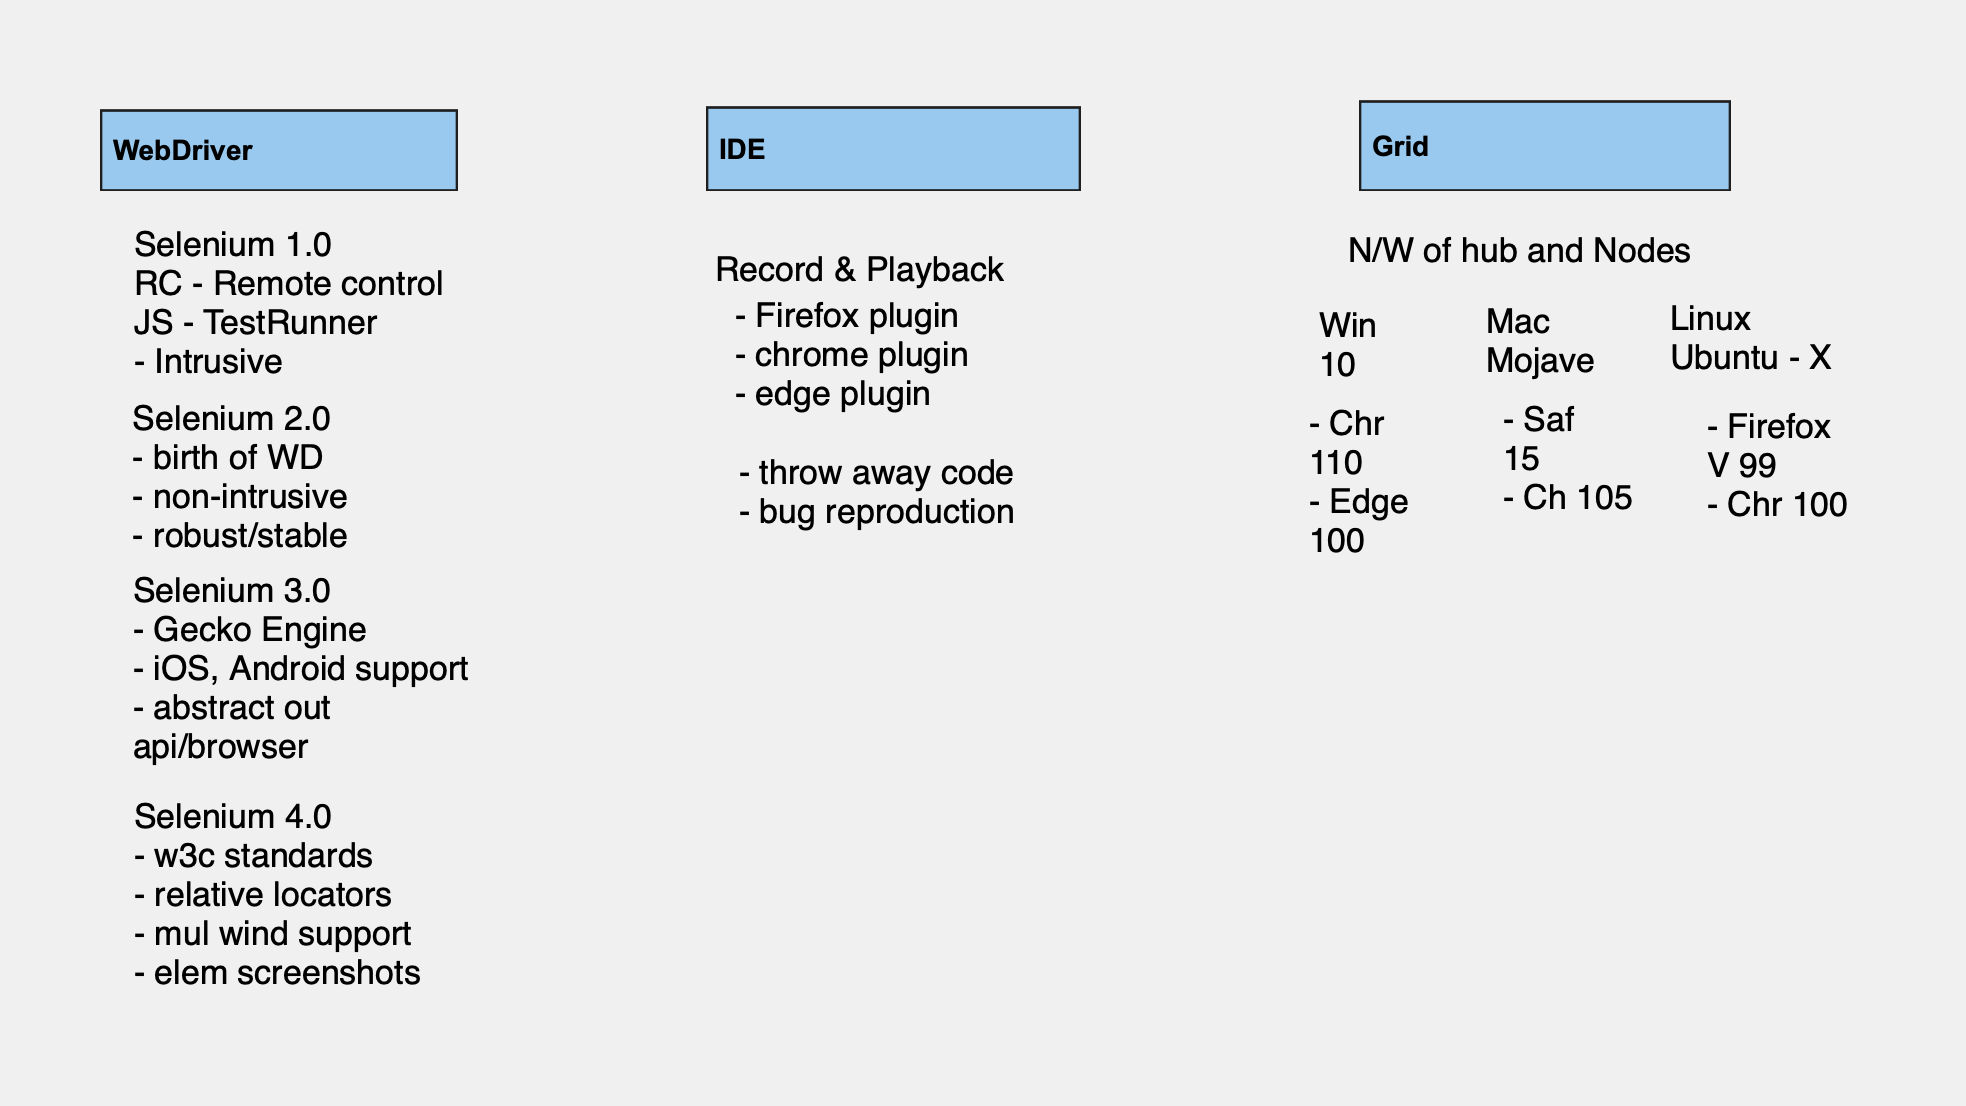 WebDriver
Selenium 1.0
RC - Remote control
JS - TestRunner
- Intrusive
Selenium 2.0
- birth of WD
- non-intrusive
- robust/stable
Selenium 3.0
- Gecko Engine
- iOS, Android support
- abstract out
api/browser
Selenium 4.0
- w3c standards
- relative locators
- mul wind support
- elem screenshots
IDE
Record & Playback
- Firefox plugin
- chrome plugin
- edge plugin
- throw away code
- bug reproduction
Grid
N/W of hub and Nodes
Win
10
- Chr
110
- Edge
100
Mac
Mojave
- Saf
15
- Ch 105
Linux
Ubuntu - X
- Firefox
V 99
- Chr 100